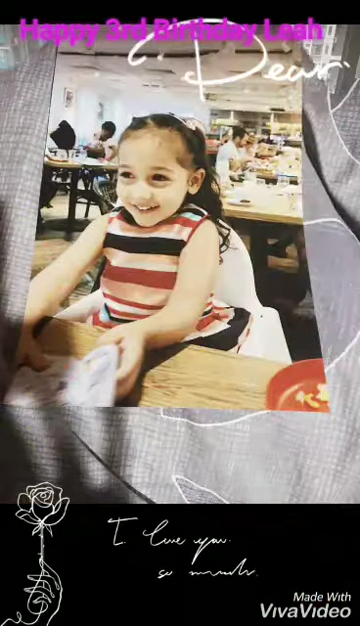 Happy 3rd Birthday Leah
Dear:
I love you.
so much.
Made With
VivaVideo